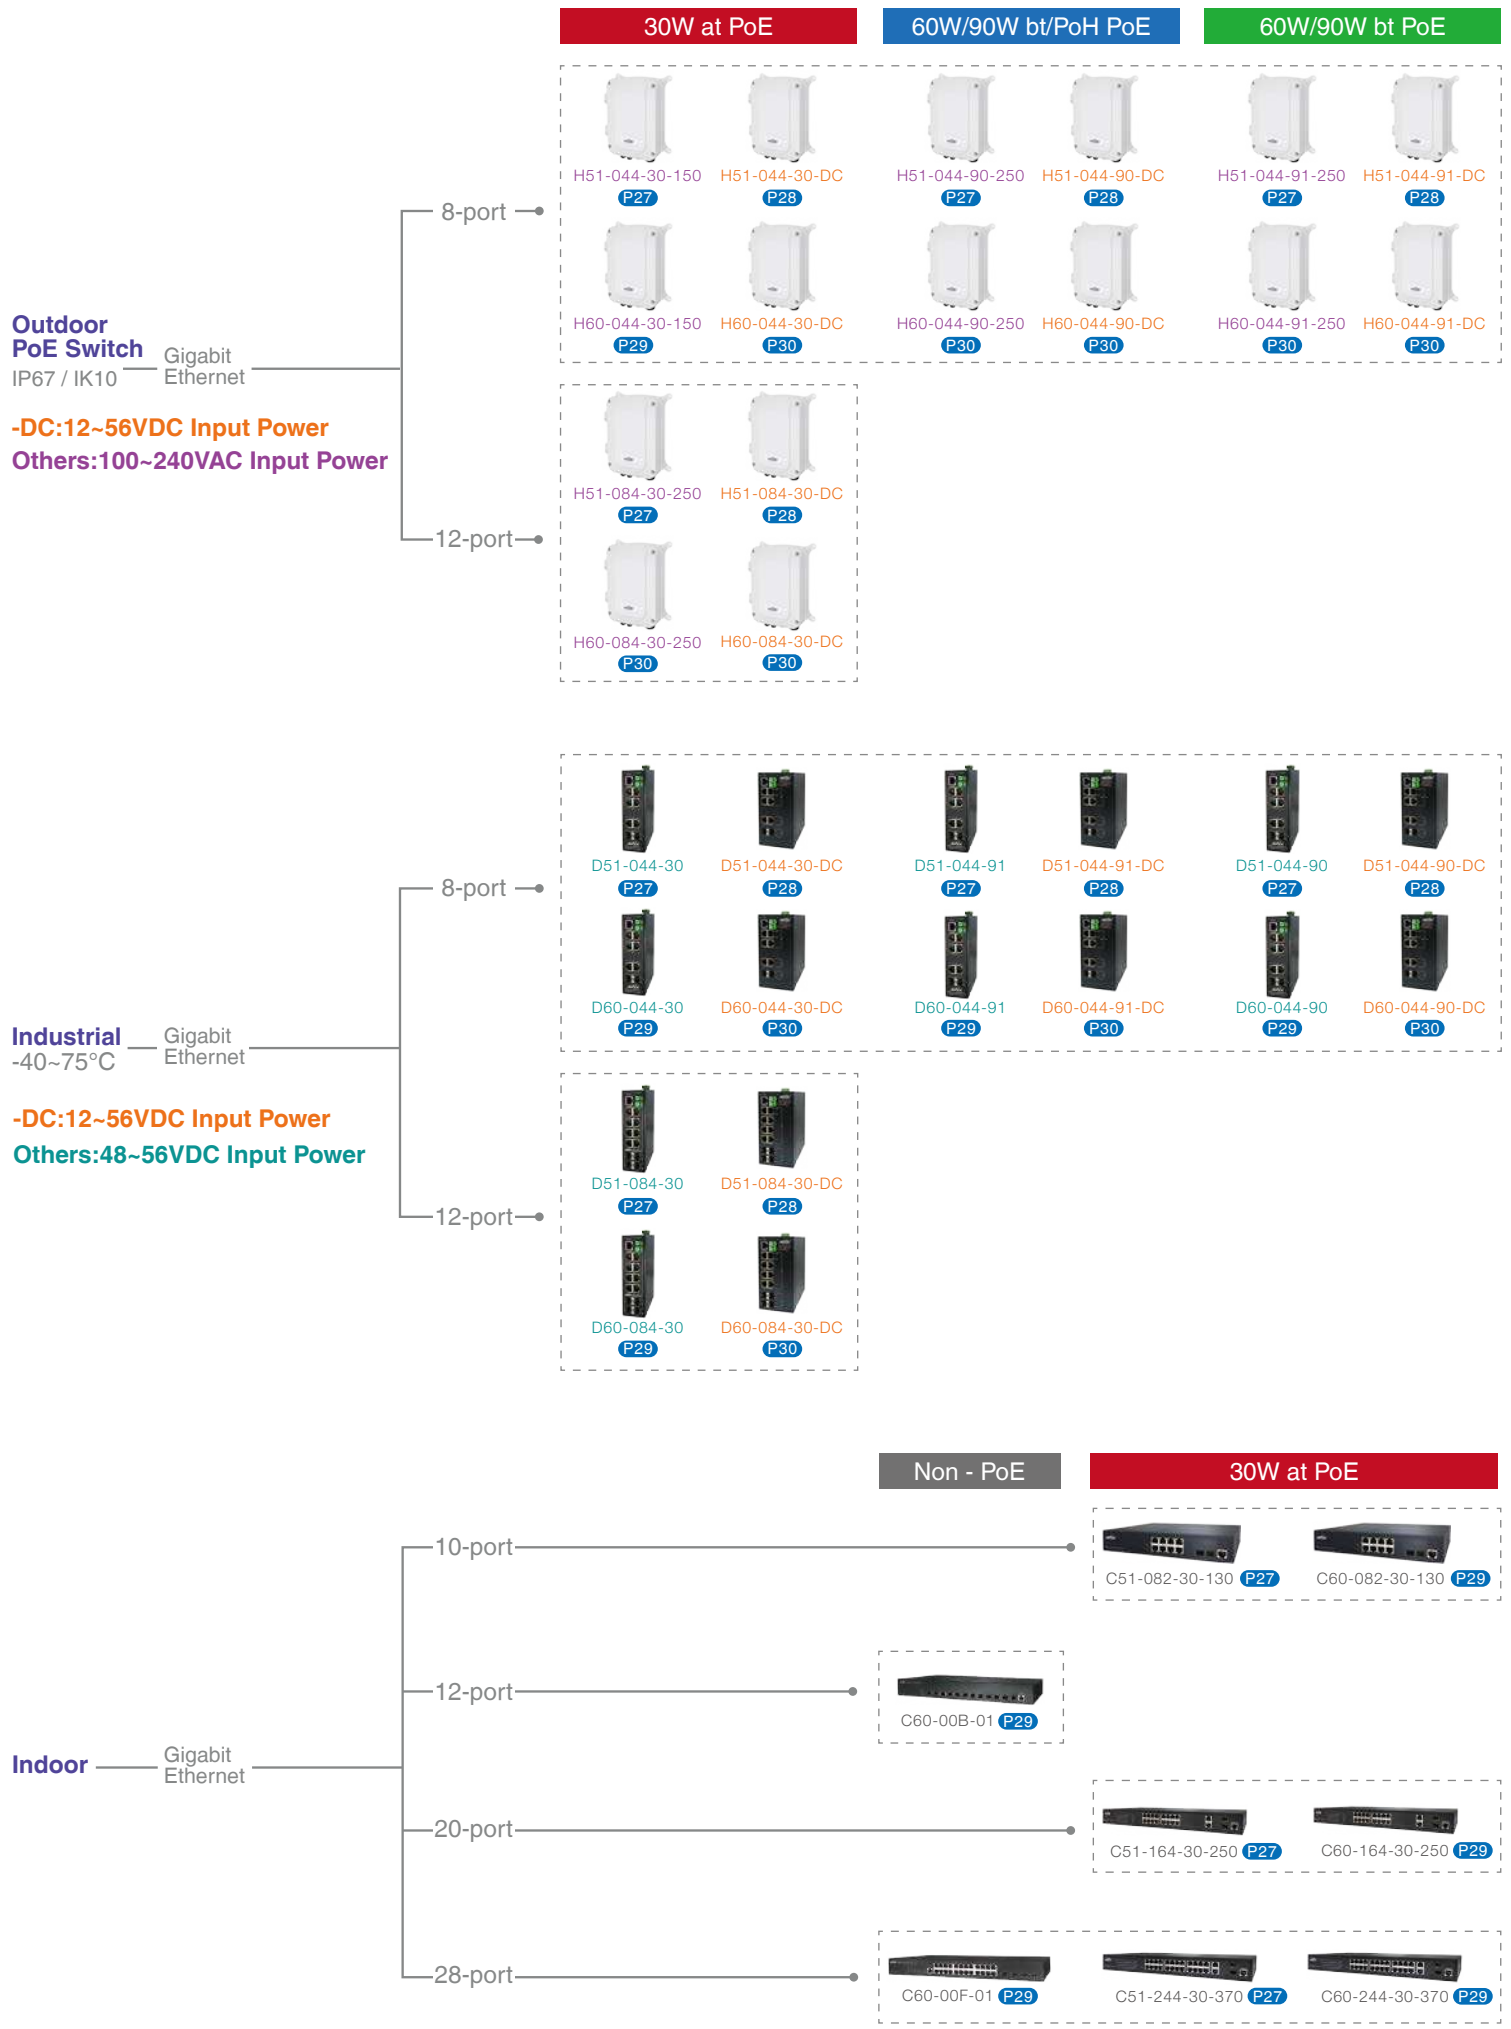 30W at PoE
60W/90W bt/PoH PoE
60W/90W bt PoE
H51-044-30-150
H51-044-30-DC
H51-044-90-250
H51-044-90-DC
H51-044-91-250
H51-044-91-DC
P27
P28
P27
P28
P27
P28
8-port
H60-044-30-150
H60-044-30-DC
H60-044-90-250
H60-044-90-DC
H60-044-91-250
H60-044-91-DC
P29
P30
P30
P30
P30
P30
Outdoor
PoE Switch
IP67 / IK10
Gigabit
Ethernet
-DC:12~56VDC Input Power
Others:100~240VAC Input Power
H51-084-30-250
H51-084-30-DC
P27
P28
12-port
H60-084-30-250
H60-084-30-DC
P30
P30
D51-044-30
D51-044-30-DC
D51-044-91
D51-044-91-DC
D51-044-90
D51-044-90-DC
P27
P28
P27
P28
P27
P28
8-port
D60-044-30
D60-044-30-DC
D60-044-91
D60-044-91-DC
D60-044-90
D60-044-90-DC
P29
P30
P29
P30
P29
P30
Industrial
-40~75°C
Gigabit
Ethernet
-DC:12~56VDC Input Power
Others:48~56VDC Input Power
D51-084-30
D51-084-30-DC
P27
P28
12-port
D60-084-30
D60-084-30-DC
P29
P30
Non - PoE
30W at PoE
10-port
C51-082-30-130 P27
C60-082-30-130 P29
12-port
C60-00B-01 P29
Indoor
Gigabit
Ethernet
20-port
C51-164-30-250 P27
C60-164-30-250 P29
28-port
C60-00F-01 P29
C51-244-30-370 P27
C60-244-30-370 P29